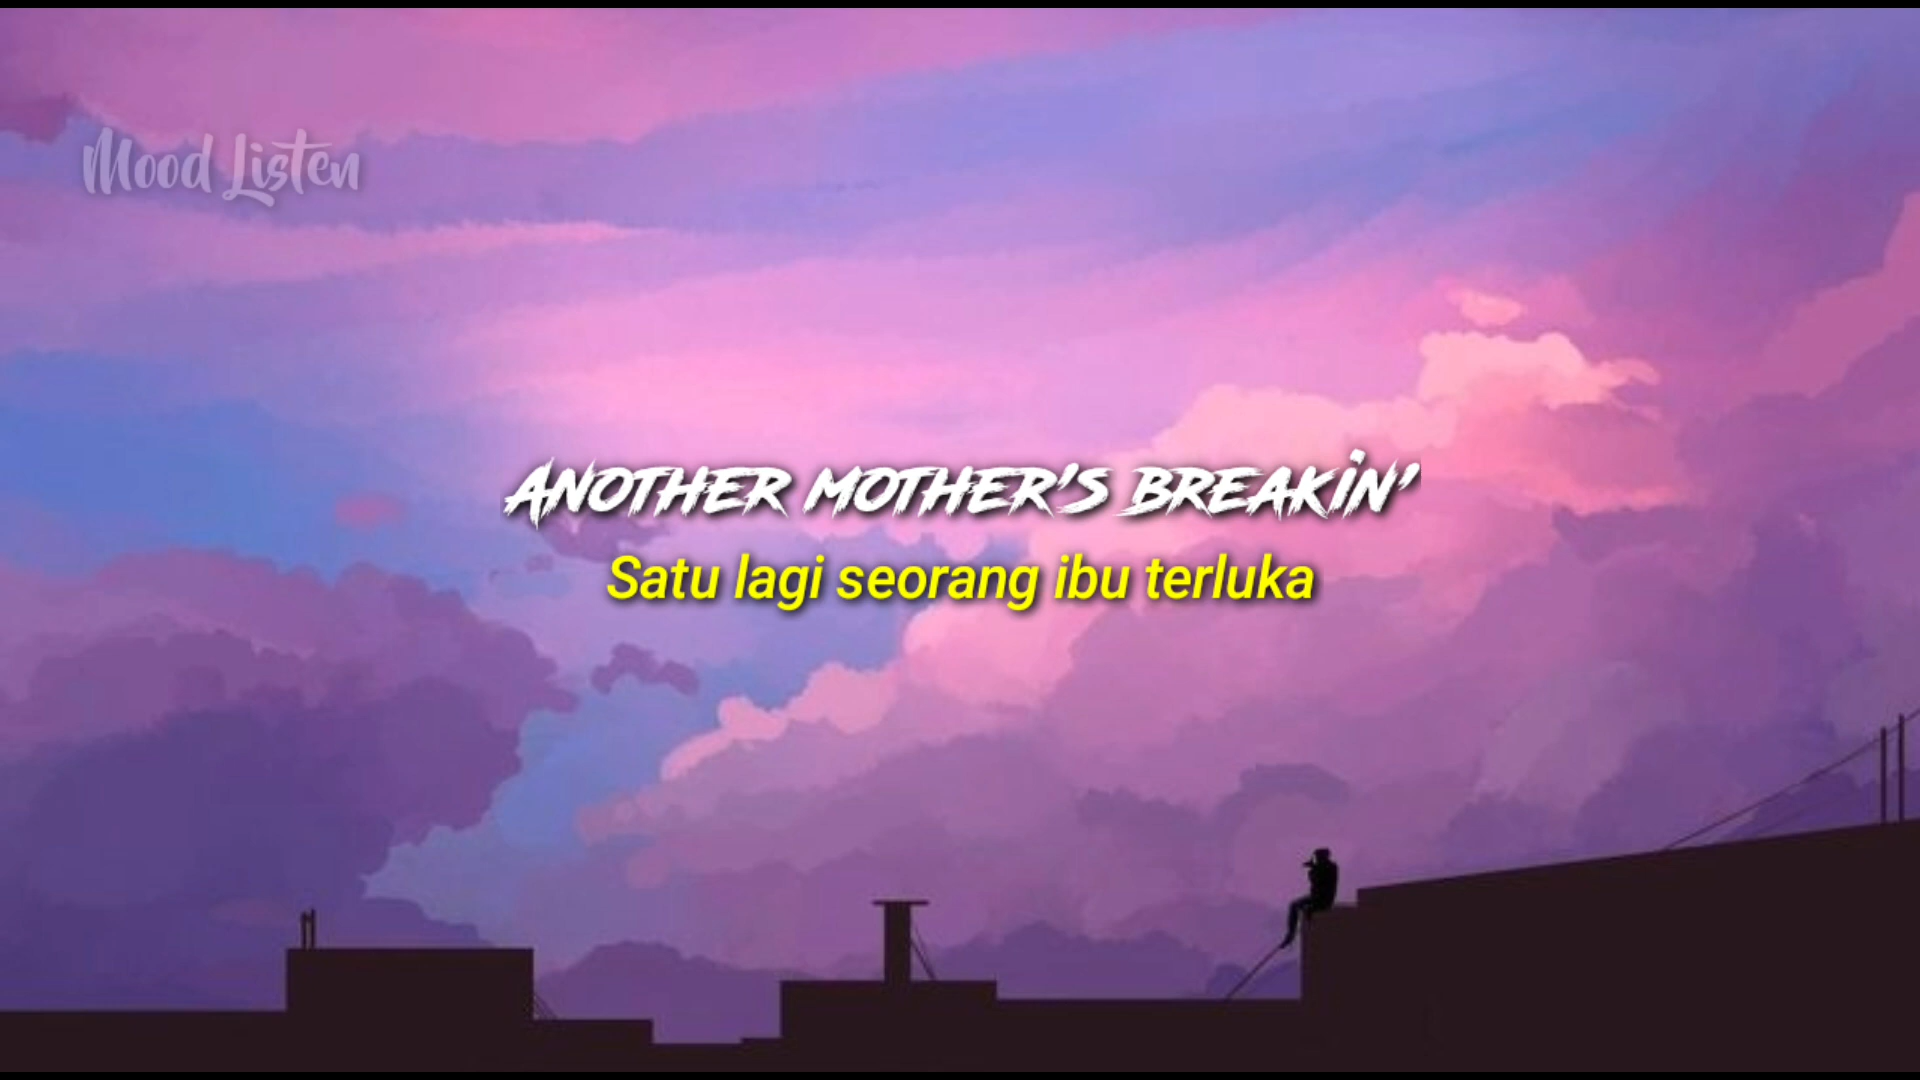 Mood Listen
ANOTHER MOTHER'S BREAKIN'
Satu lagi seorang ibu terluka